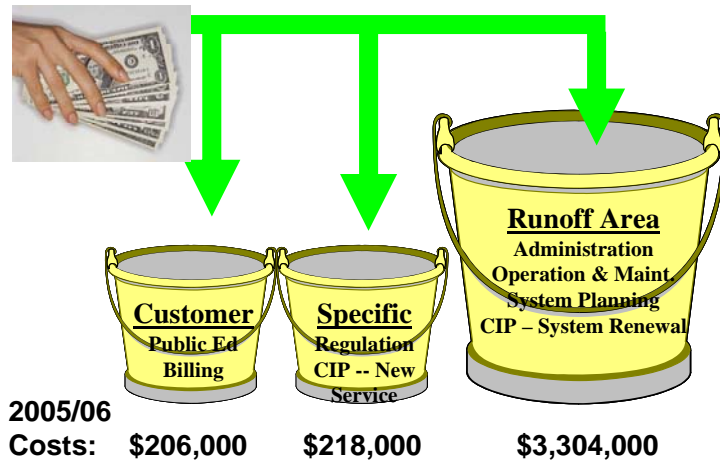 Customer
Public Ed
Billing
Specific
Regulation
CIP -- New
Service
Runoff Area
Administration
Operation & Maint.
System Planning
CIP – System Renewal
2005/06
Costs: $206,000 $218,000 $3,304,000